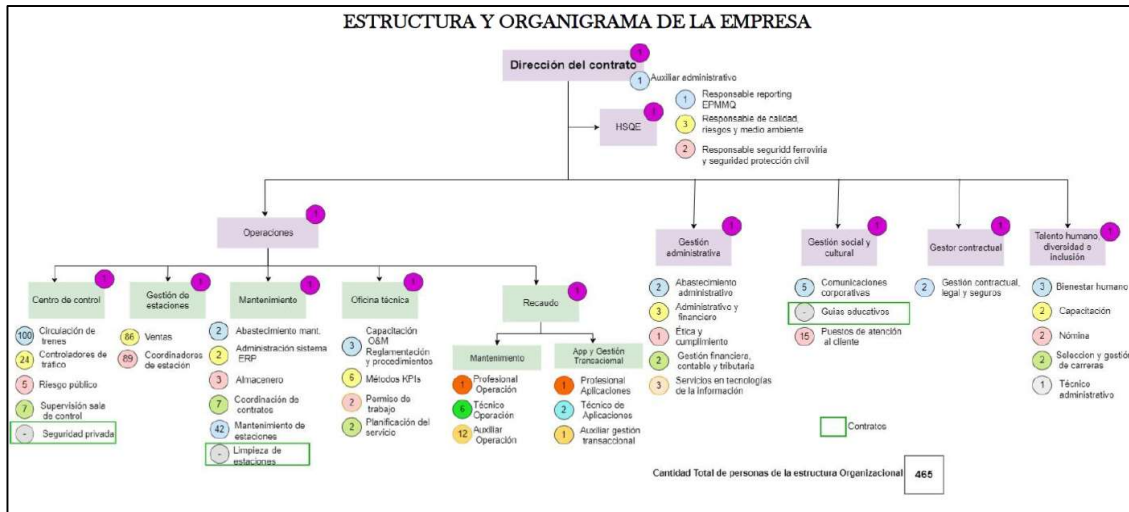 ESTRUCTURA Y ORGANIGRAMA DE LA EMPRESA
Dirección del contrato
1
1
Auxiliar administrativo
HSQE
1
1
Responsable reporting
EPMMQ
3
Responsable de calidad,
riesgos y medio ambiente
2
Responsable seguridd ferroviria
y seguridad protección civil
Operaciones
1
Gestión
administrativa
1
Gestión social y
cultural
1
Gestor contractual
1
Talento humano,
diversidad e
inclusión
1
Centro de control
1
100
Circulación de
trenes
24
Controladores de
tráfico
5
Riesgo público
7
Supervisión sala
de control
-
Seguridad privada
Gestión de
estaciones
1
86
Ventas
89
Coordinadores
de estación
Mantenimiento
1
2
Abastecimiento mant.
2
Administración sistema
ERP
3
Almacenero
7
Coordinación de
contratos
42
Mantenimiento de
estaciones
-
Limpieza de
estaciones
Oficina técnica
1
3
Capacitación
O&M
Reglamentación y
procedimientos
6
Métodos KPIs
2
Permiso de
trabajo
2
Planificación del
servicio
Recaudo
1
Mantenimiento
1
Profesional
Operación
6
Técnico
Operación
12
Auxiliar
Operación
App y Gestión
Transacional
1
Profesional
Aplicaciones
2
Técnico de
Aplicaciones
1
Auxiliar gestión
transaccional
2
Abastecimiento
administrativo
3
Administrativo y
financiero
1
Ética y
cumplimiento
2
Gestión financiera,
contable y tributaria
3
Servicios en tecnologías
de la información
5
Comunicaciones
corporativas
-
Guias educativos
15
Puestos de atención
al cliente
2
Gestión contractual,
legal y seguros
3
Bienestar humano
2
Capacitación
2
Nómina
2
Seleccion y gestión
de carreras
1
Técnico
administrativo
Contratos
Cantidad Total de personas de la estructura Organizacional
465